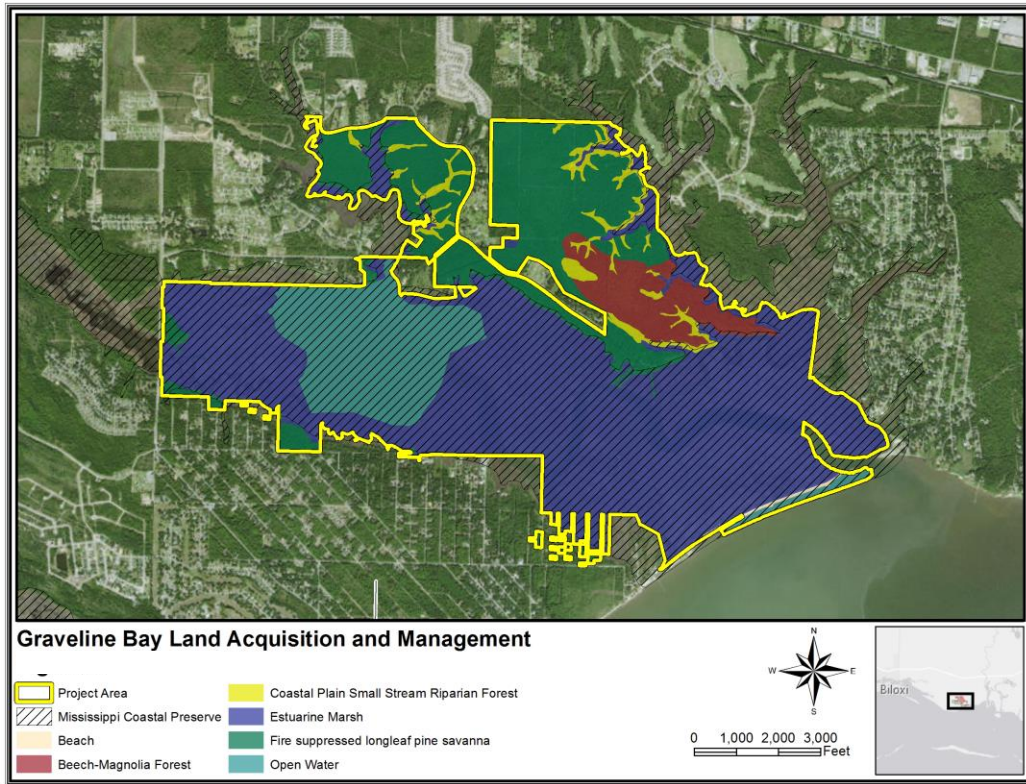 Graveline Bay Land Acquisition and Management
Project Area
Mississippi Coastal Preserve
Beach
Beech-Magnolia Forest
Coastal Plain Small Stream Riparian Forest
Estuarine Marsh
Fire suppressed longleaf pine savanna
Open Water
N
W E
S
0 1,000 2,000 3,000
Feet
Biloxi